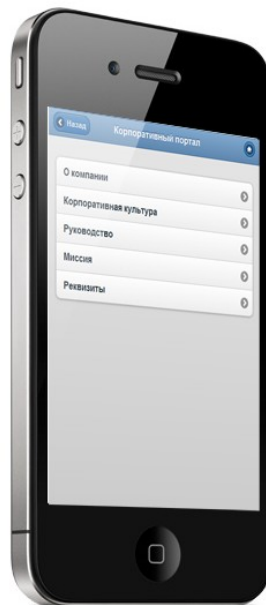 Назад
Корпоративный портал
О компании
Корпоративная культура
Руководство
Миссия
Реквизиты